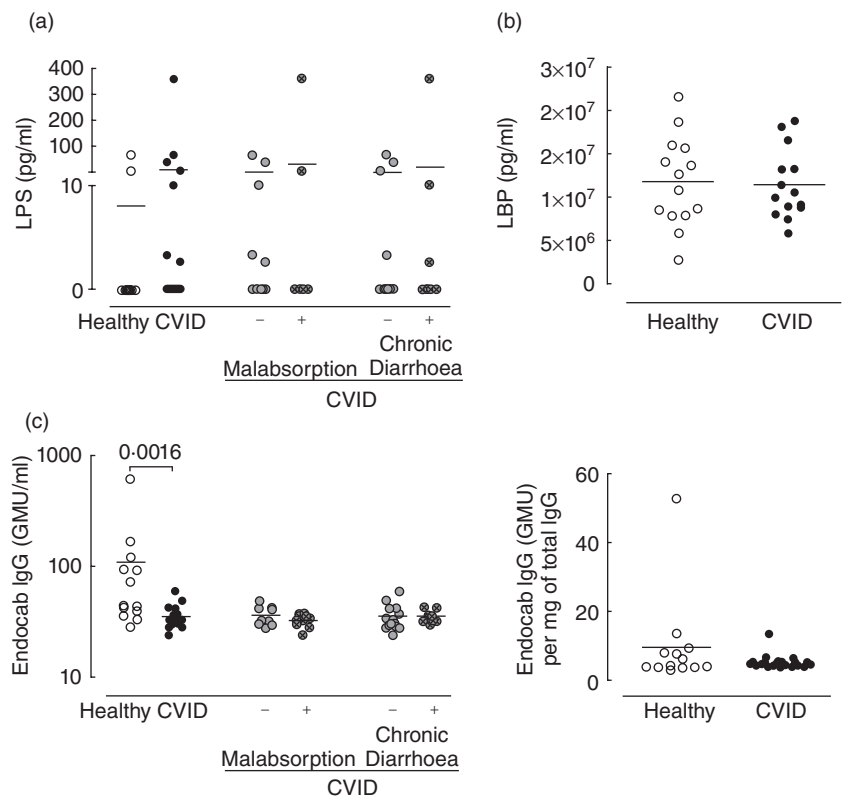 (a)
LPS (pg/ml)
400
300
200
100
10
0
Healthy CVID
− + − +
Malabsorption
Chronic
Diarrhoea
CVID
(b)
LBP (pg/ml)
3×10⁷
2×10⁷
2×10⁷
1×10⁷
5×10⁶
0
Healthy CVID
(c)
Endocab IgG (GMU/ml)
1000
100
10
0·0016
Healthy CVID
− + − +
Malabsorption
Chronic
Diarrhoea
CVID
Endocab IgG (GMU)
per mg of total IgG
60
40
20
0
Healthy CVID